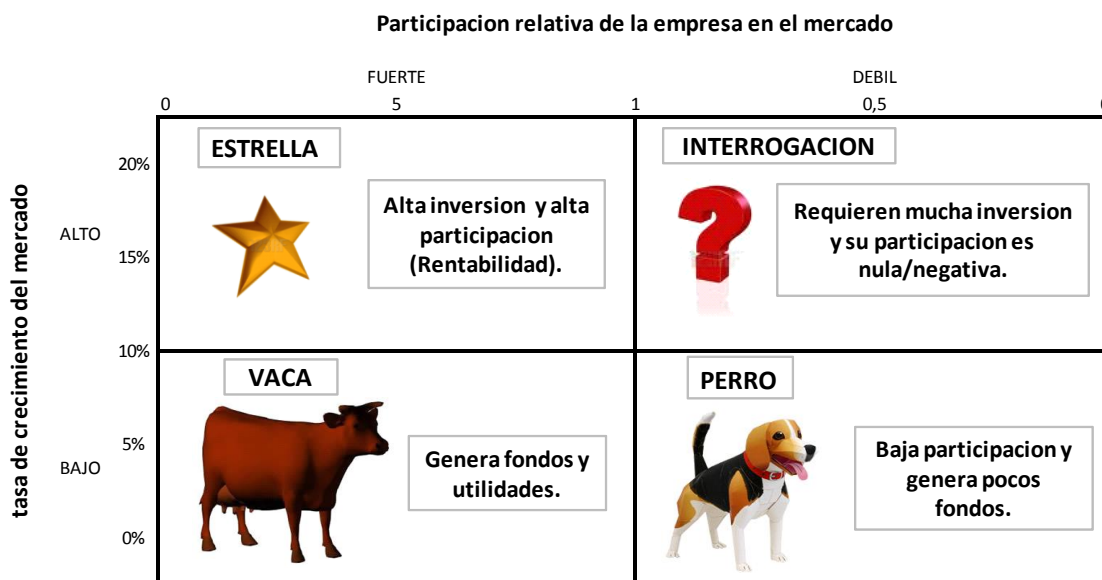 Participacion relativa de la empresa en el mercado
FUERTE
DEBIL
0
5
1
0,5
tasa de crecimiento del mercado
ALTO
BAJO
20%
15%
10%
5%
0%
ESTRELLA
Alta inversion y alta
participacion
(Rentabilidad).
INTERROGACION
Requieren mucha inversion
y su participacion es
nula/negativa.
VACA
Genera fondos y
utilidades.
PERRO
Baja participacion y
genera pocos
fondos.